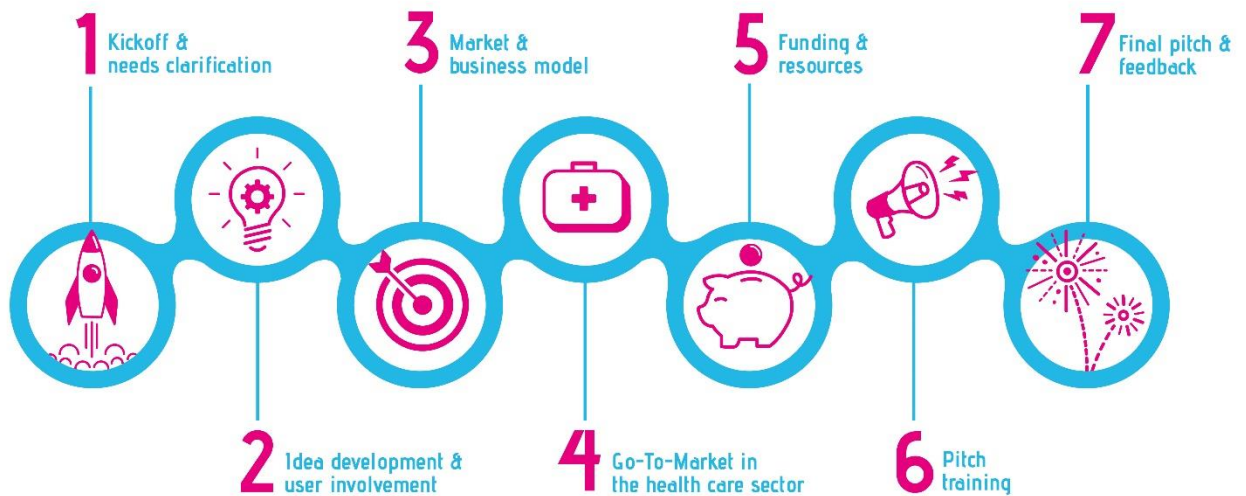 1 Kickoff &
needs clarification
2 Idea development &
user involvement
3 Market &
business model
4 Go-To-Market in
the health care sector
5 Funding &
resources
6 Pitch
training
7 Final pitch &
feedback